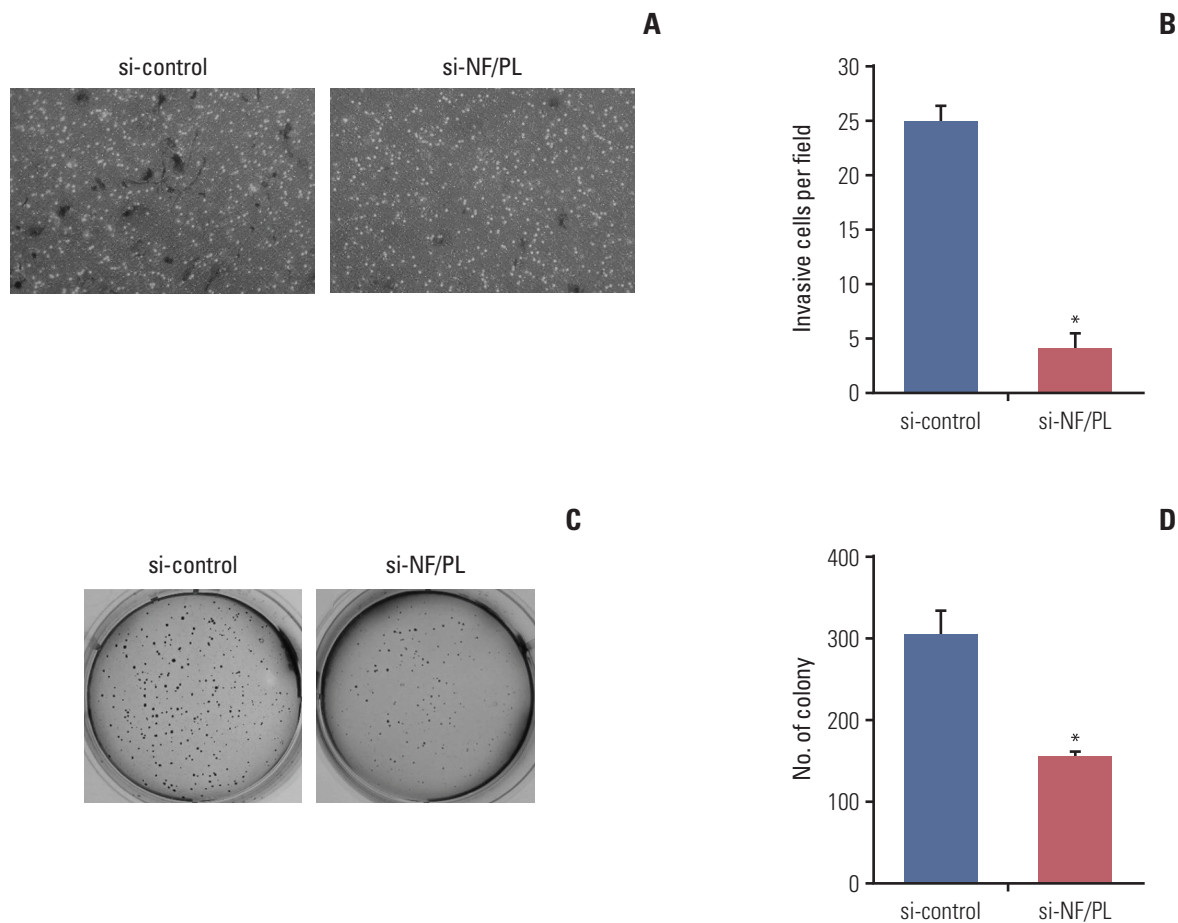 A
si-control
si-NF/PL
B
30
25
20
15
10
5
0
Invasive cells per field
*
si-control
si-NF/PL
C
si-control
si-NF/PL
D
400
300
200
100
0
No. of colony
*
si-control
si-NF/PL